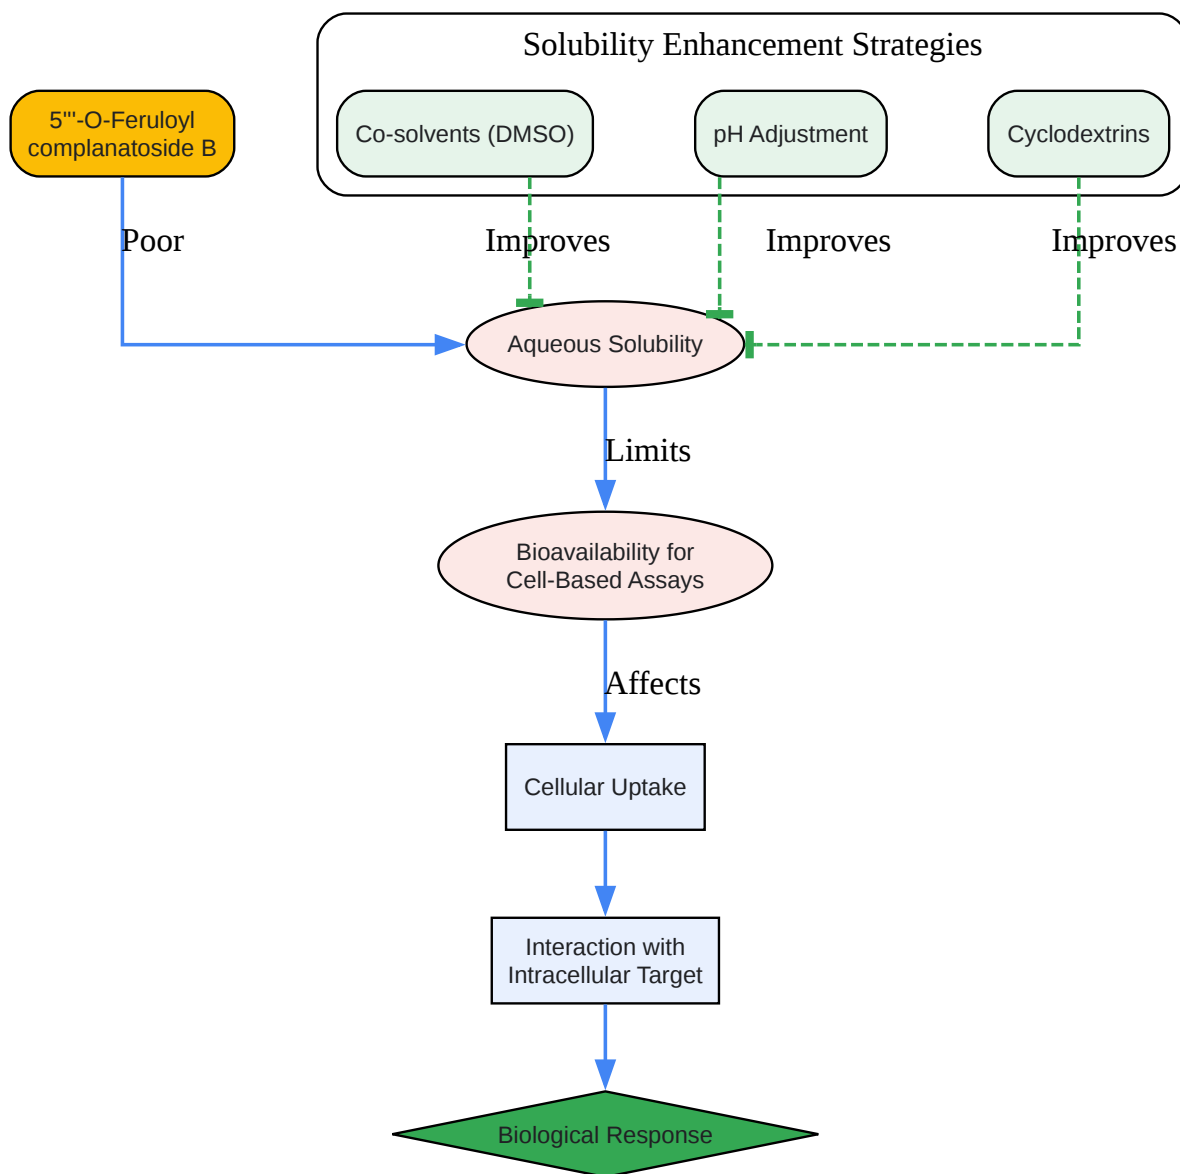 Solubility Enhancement Strategies
5'''-O-Feruloyl
complanatoside B
Co-solvents (DMSO)
pH Adjustment
Cyclodextrins
Poor
Improves
Improves
Improves
Aqueous Solubility
Limits
Bioavailability for
Cell-Based Assays
Affects
Cellular Uptake
Interaction with
Intracellular Target
Biological Response